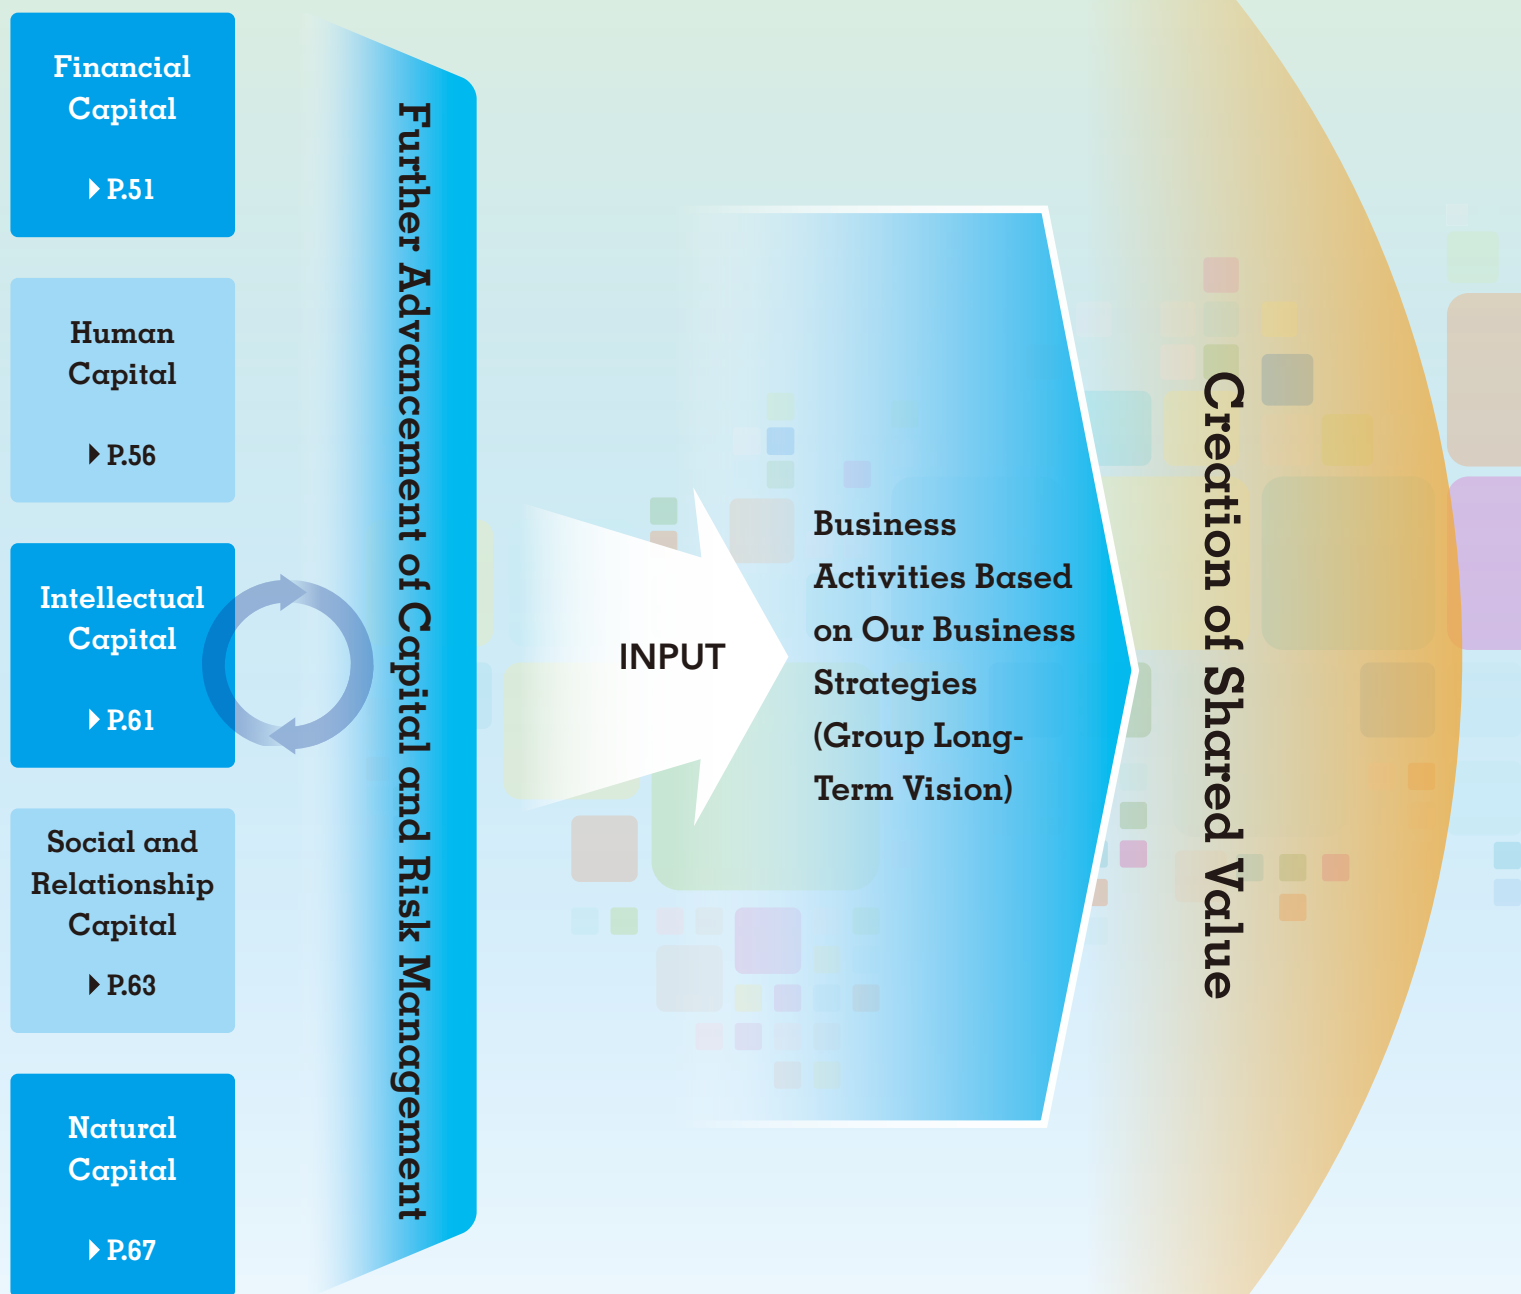 Financial
Capital
P.51
Human
Capital
P.56
Intellectual
Capital
P.61
Social and
Relationship
Capital
P.63
Natural
Capital
P.67
Further Advancement of Capital and Risk Management
INPUT
Business
Activities Based
on Our Business
Strategies
(Group Long-
Term Vision)
Creation of Shared Value